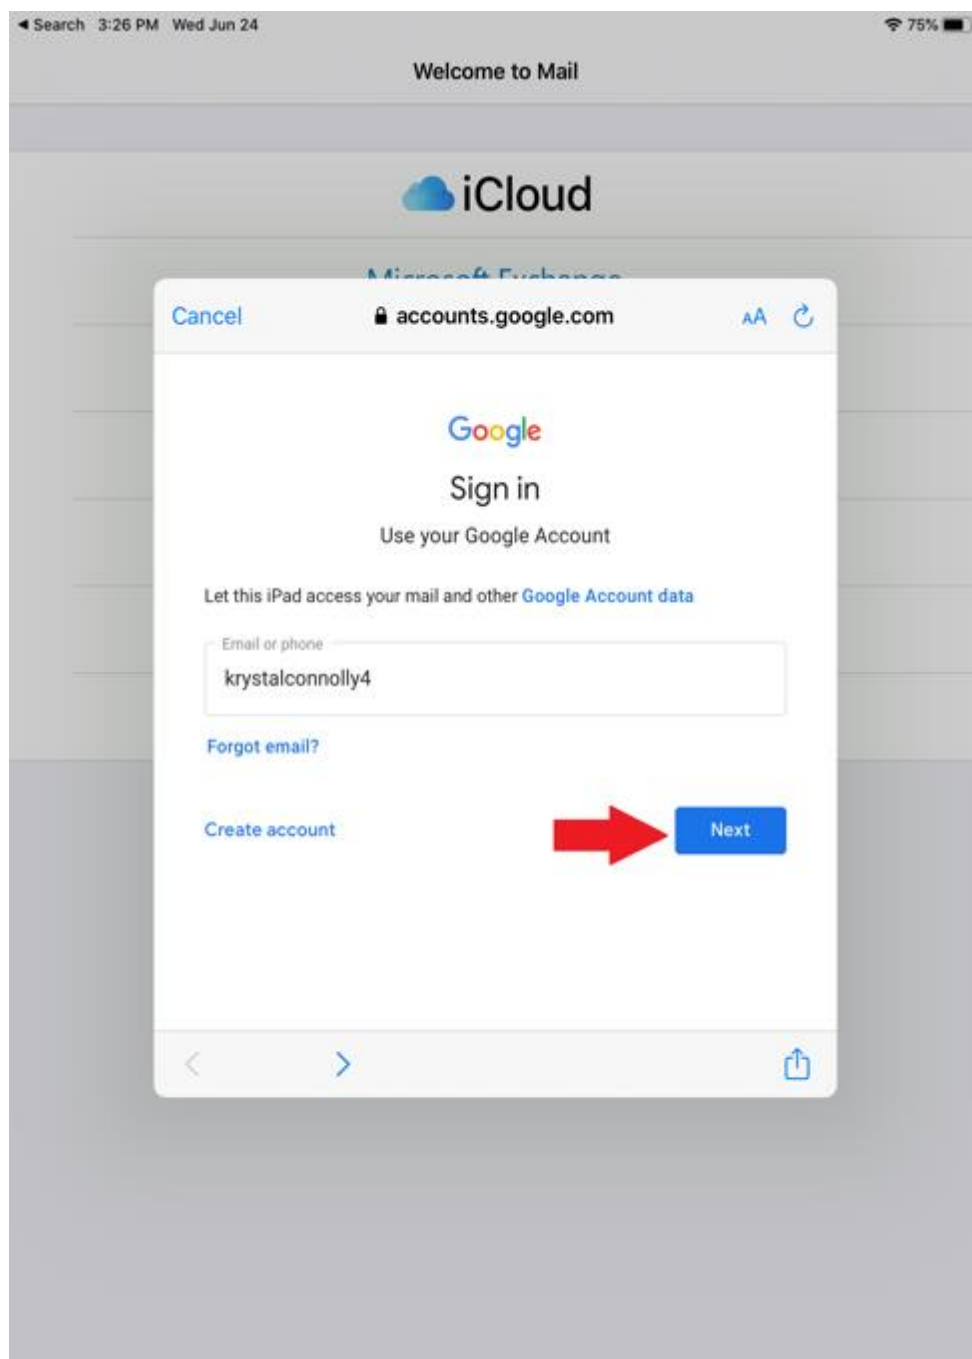 Search 3:26 PM Wed Jun 24 75%
Welcome to Mail
iCloud
Microsoft Exchange
Cancel accounts.google.com AA
Google
Sign in
Use your Google Account
Let this iPad access your mail and other Google Account data
Email or phone
krystalconnolly4
Forgot email?
Create account Next